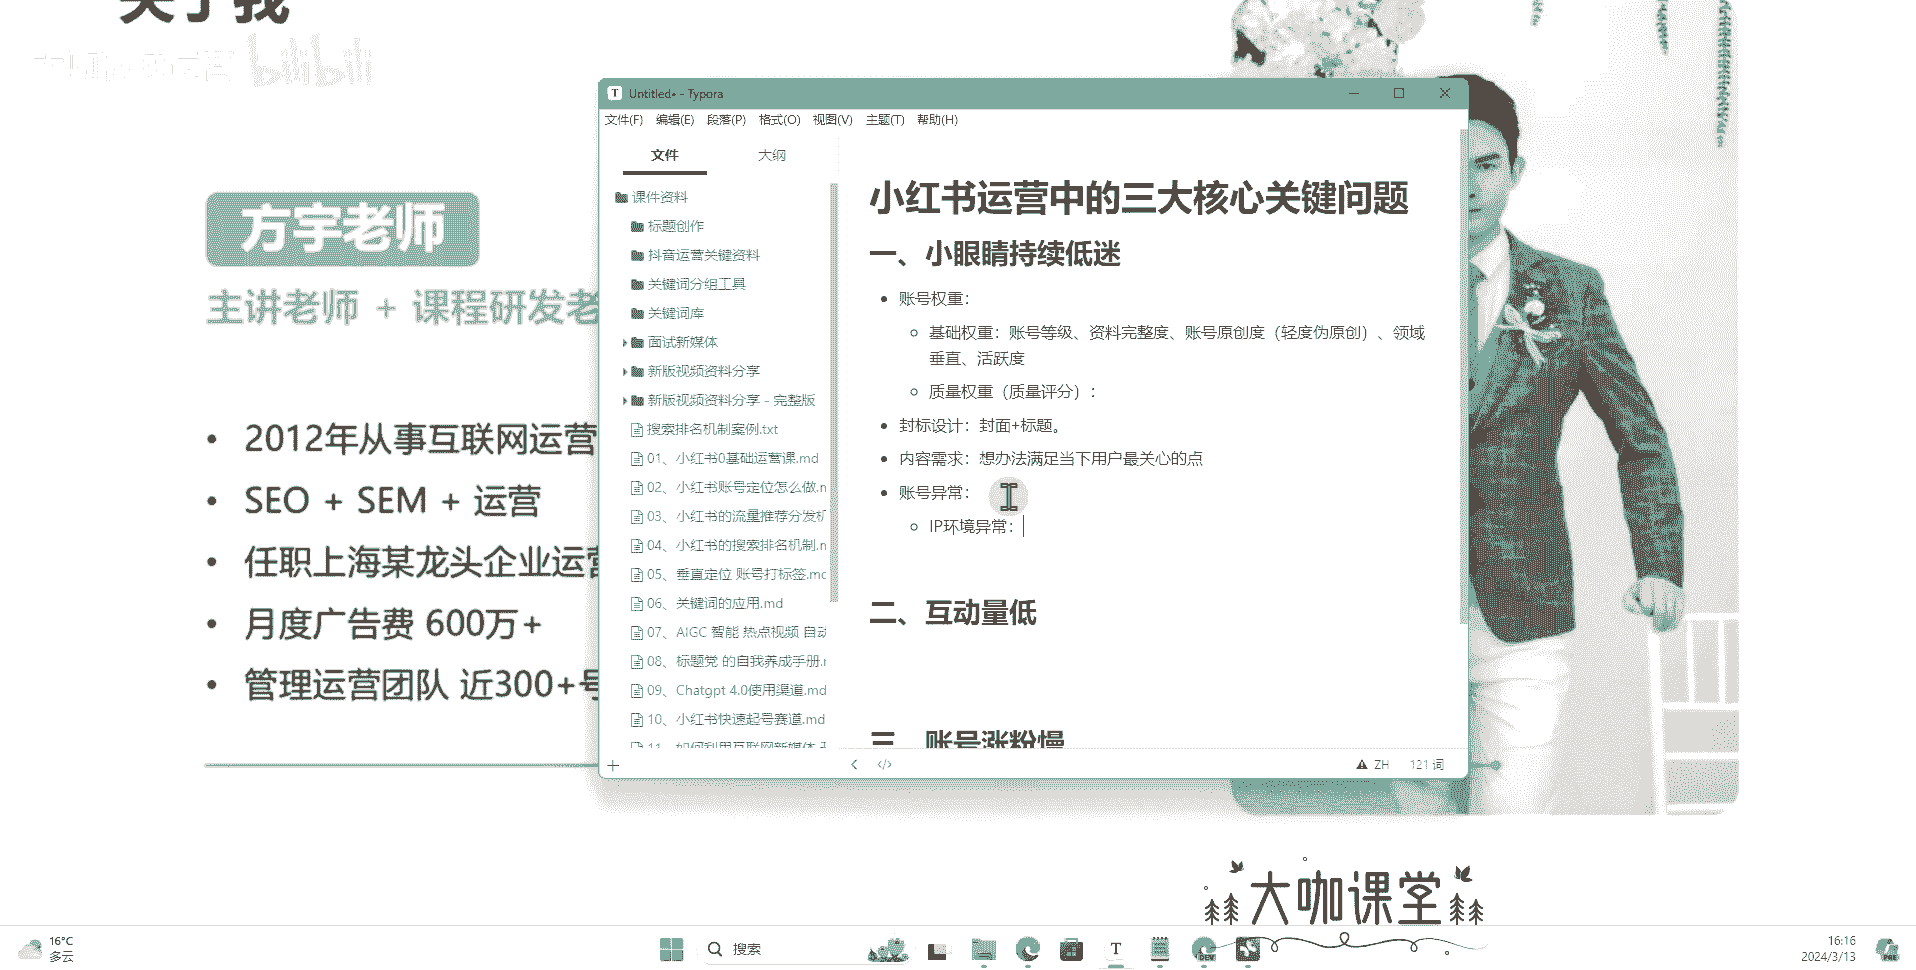 关于我
bilibili
方宇老师
主讲老师 + 课程研发老
• 2012年从事互联网运营
• SEO + SEM + 运营
• 任职上海某龙头企业运营
• 月度广告费 600万+
• 管理运营团队 近300+号
Untitled• - Typora
文件(F) 编辑(E) 段落(P) 格式(O) 视图(V) 主题(T) 帮助(H)
文件 大纲
课件资料
标题创作
抖音运营关键资料
关键词分组工具
关键词库
面试新媒体
新版视频资料分享
新版视频资料分享 - 完整版
搜索排名机制案例.txt
01、小红书0基础运营课.md
02、小红书账号定位怎么做.n
03、小红书的流量推荐分发机
04、小红书的搜索排名机制.n
05、垂直定位 账号打标签.mc
06、关键词的应用.md
07、AIGC 智能 热点视频 自动
08、标题党 的自我养成手册.r
09、Chatgpt 4.0使用渠道.md
10、小红书快速起号赛道.md
11、如何利用互联网新媒体
小红书运营中的三大核心关键问题
一、小眼睛持续低迷
• 账号权重：
基础权重：账号等级、资料完整度、账号原创度（轻度伪原创）、领域
垂直、活跃度
质量权重（质量评分）：
• 封标设计：封面+标题。
• 内容需求：想办法满足当下用户最关心的点
• 账号异常：
IP环境异常：
二、互动量低
三、账号涨粉慢
ZH 121 词
大咖课堂
16°C
多云
搜索
T
DEV
16:16
2024/3/13
PRE